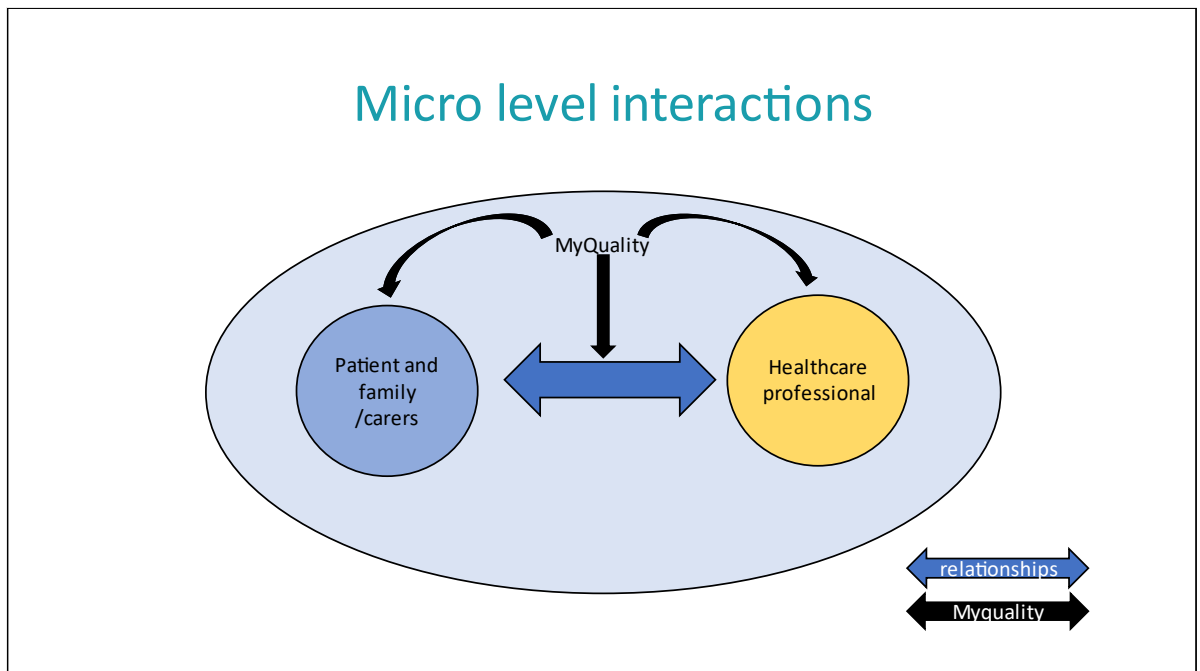 Micro level interactions
MyQuality
Patient and
family
/carers
Healthcare
professional
relationships
Myquality